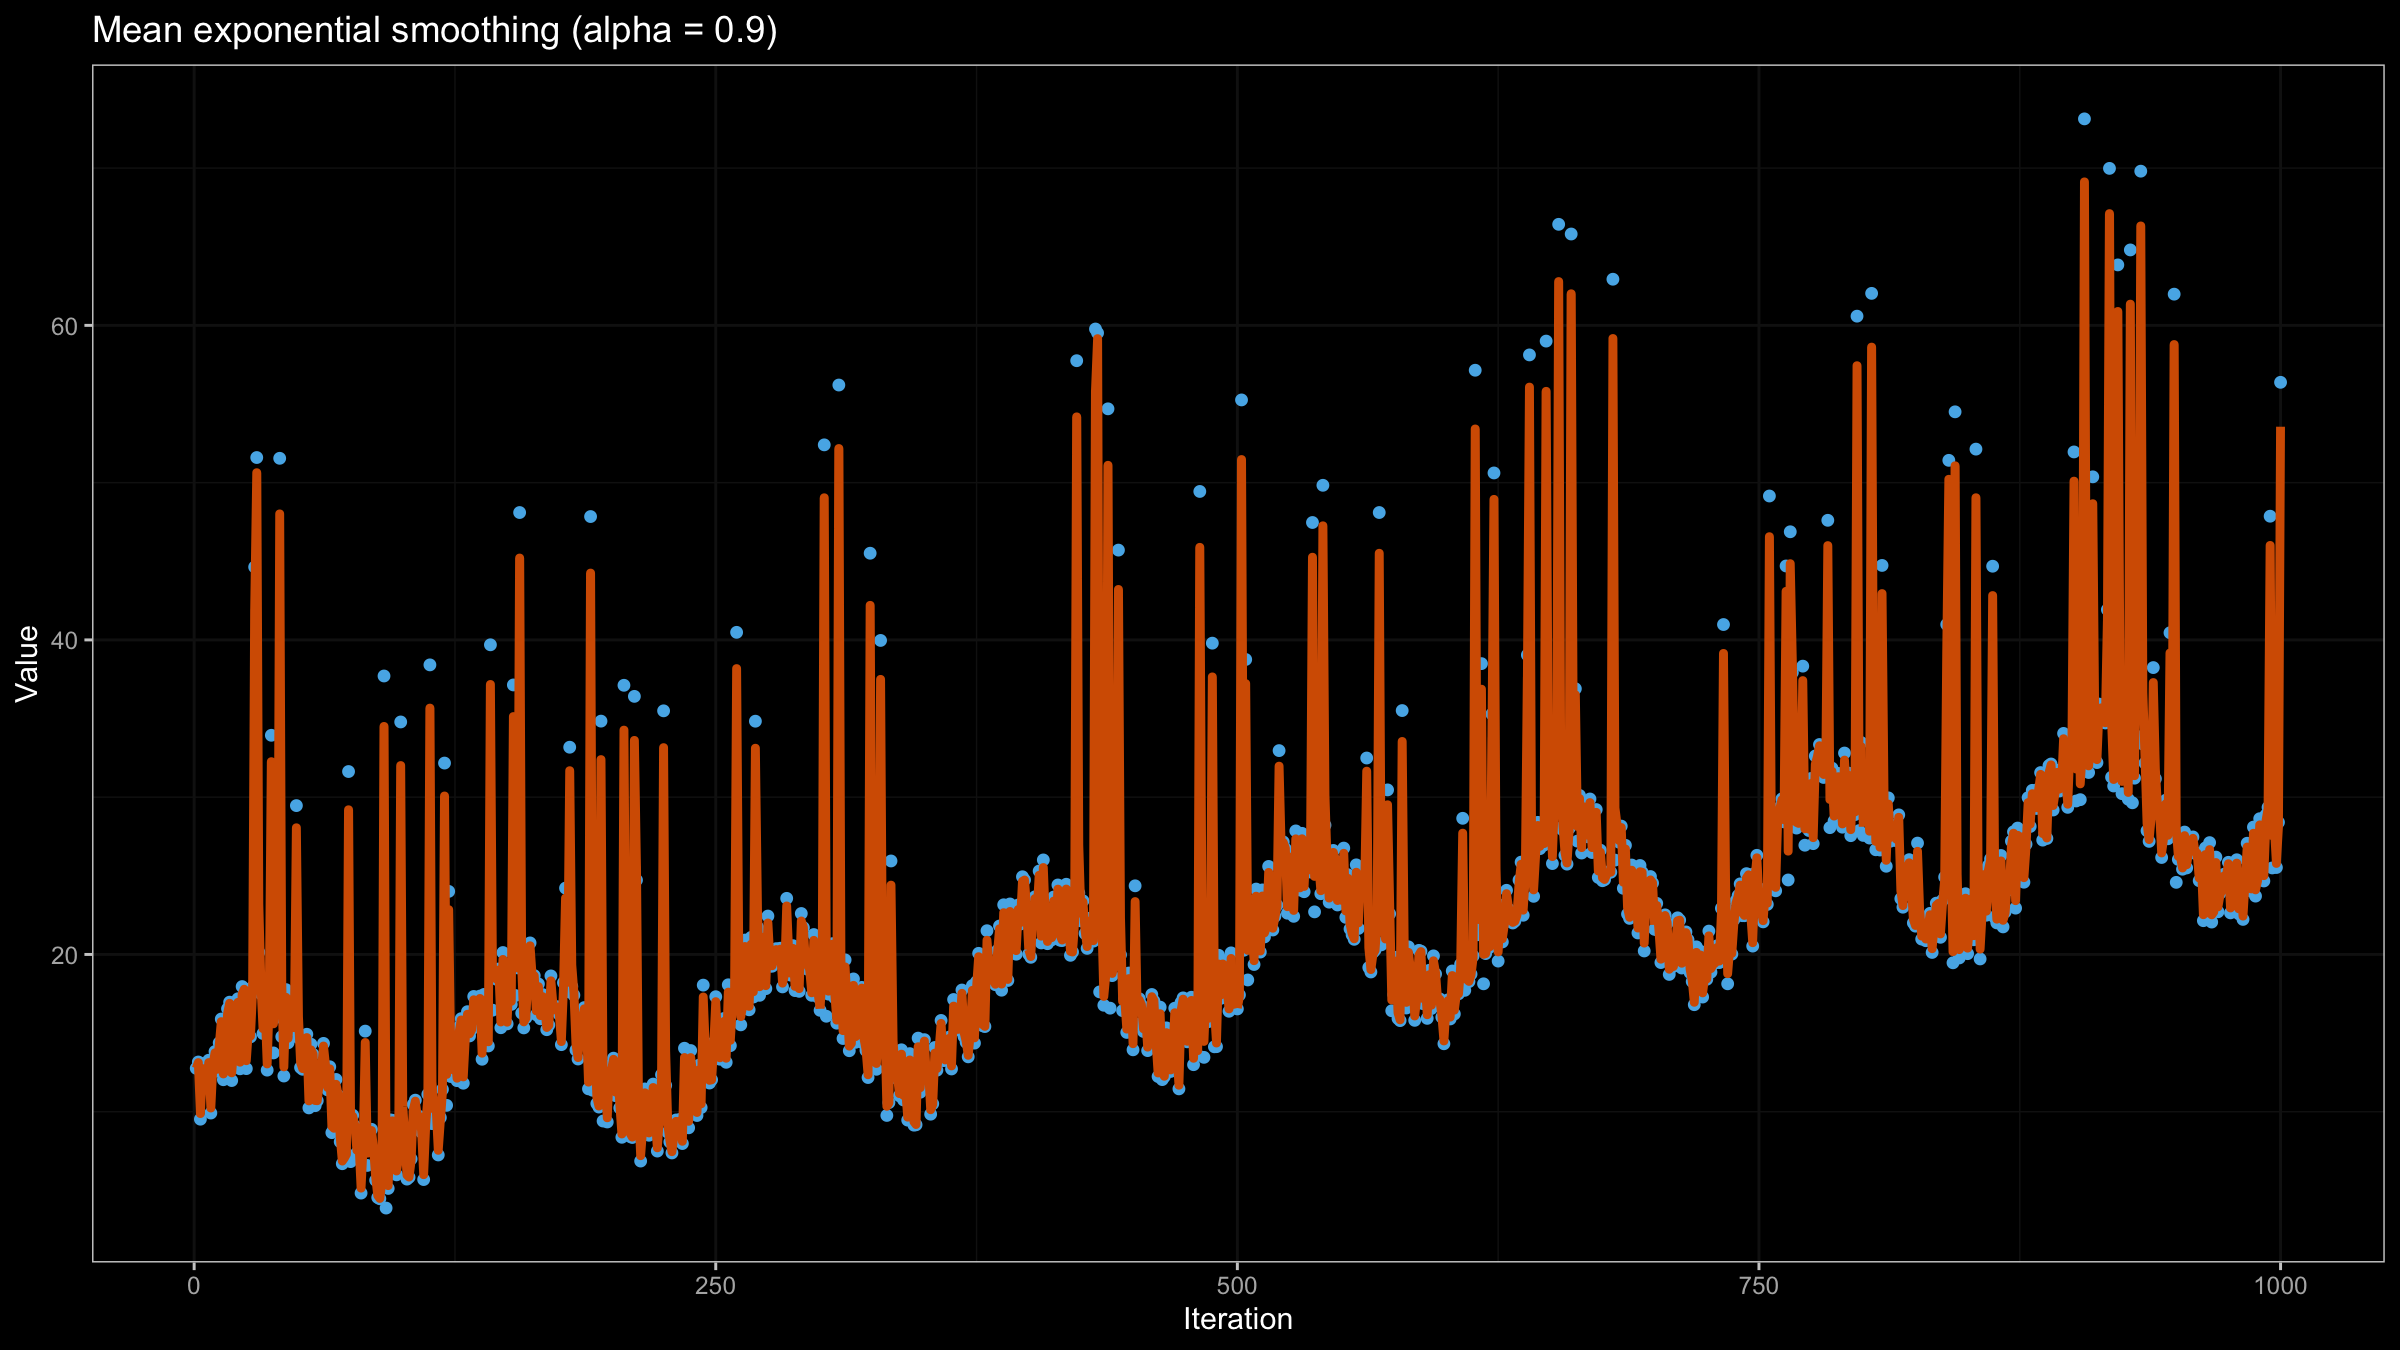 Mean exponential smoothing (alpha = 0.9)
Value
60
40
20
0 250 500 750 1000
Iteration